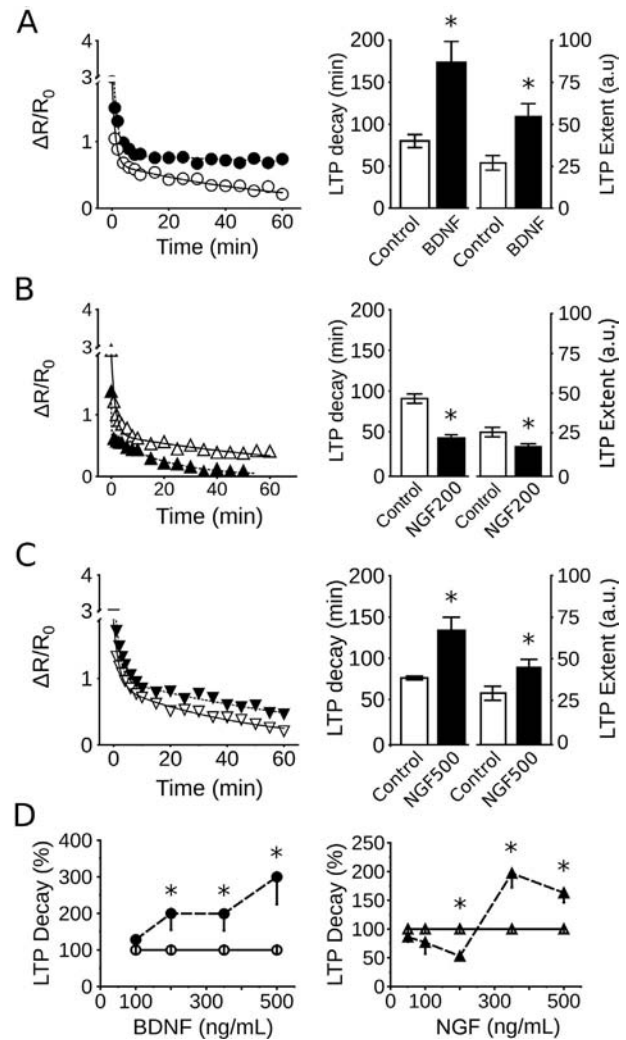 A
4
3
1
0
ΔR/R0
0 20 40 60
Time (min)
200
150
100
50
0
LTP decay (min)
100
75
50
25
0
LTP Extent (a.u)
*
*
Control
BDNF
Control
BDNF
B
4
3
1
0
ΔR/R0
0 20 40 60
Time (min)
200
150
100
50
0
LTP decay (min)
100
75
50
25
0
LTP Extent (a.u.)
*
*
Control
NGF200
Control
NGF200
C
4
3
1
0
ΔR/R0
0 20 40 60
Time (min)
200
150
100
50
0
LTP decay (min)
100
75
50
25
0
LTP Extent (a.u.)
*
*
Control
NGF500
Control
NGF500
D
400
300
200
100
0
LTP Decay (%)
* * *
0 100 300 500
BDNF (ng/mL)
250
200
150
100
50
0
LTP Decay (%)
* * *
100 300 500
NGF (ng/mL)